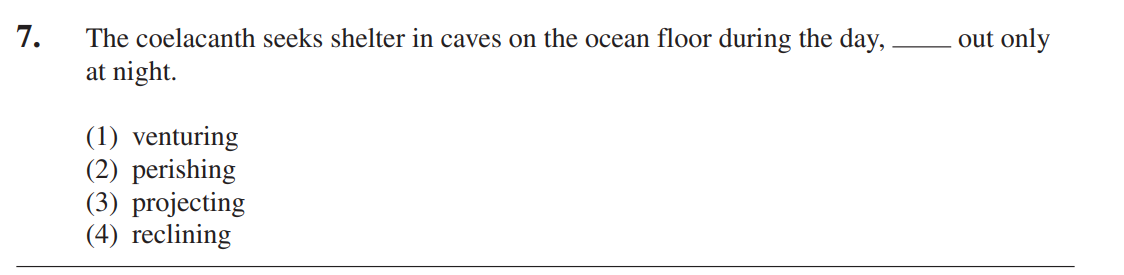 7. The coelacanth seeks shelter in caves on the ocean floor during the day, _____ out only
at night.
(1) venturing
(2) perishing
(3) projecting
(4) reclining